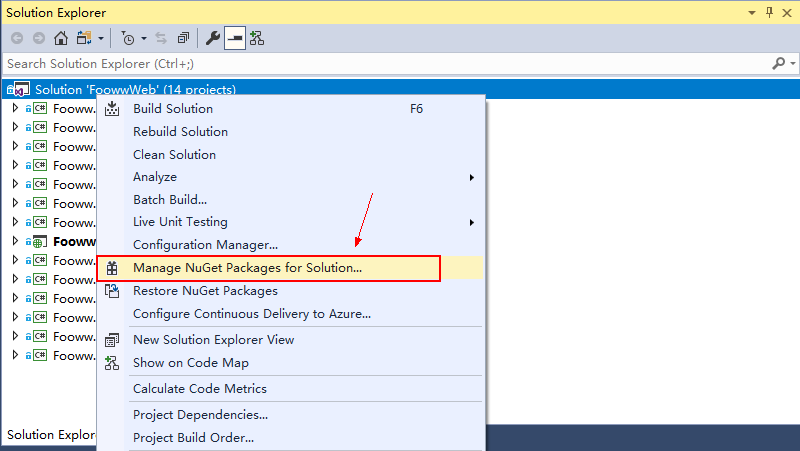 Solution Explorer
Search Solution Explorer (Ctrl+;)
Solution 'FoowwWeb' (14 projects)
C# Fooww.
C# Fooww.
C# Fooww.
C# Fooww.
C# Fooww.
C# Fooww.
C# Fooww.
Fooww
C# Fooww.
C# Fooww.
C# Fooww.
C# Fooww.
C# Fooww.
C# Fooww.
Build Solution F6
Rebuild Solution
Clean Solution
Analyze
Batch Build...
Live Unit Testing
Configuration Manager...
Manage NuGet Packages for Solution...
Restore NuGet Packages
Configure Continuous Delivery to Azure...
New Solution Explorer View
Show on Code Map
Calculate Code Metrics
Project Dependencies...
Project Build Order...
Solution Explor